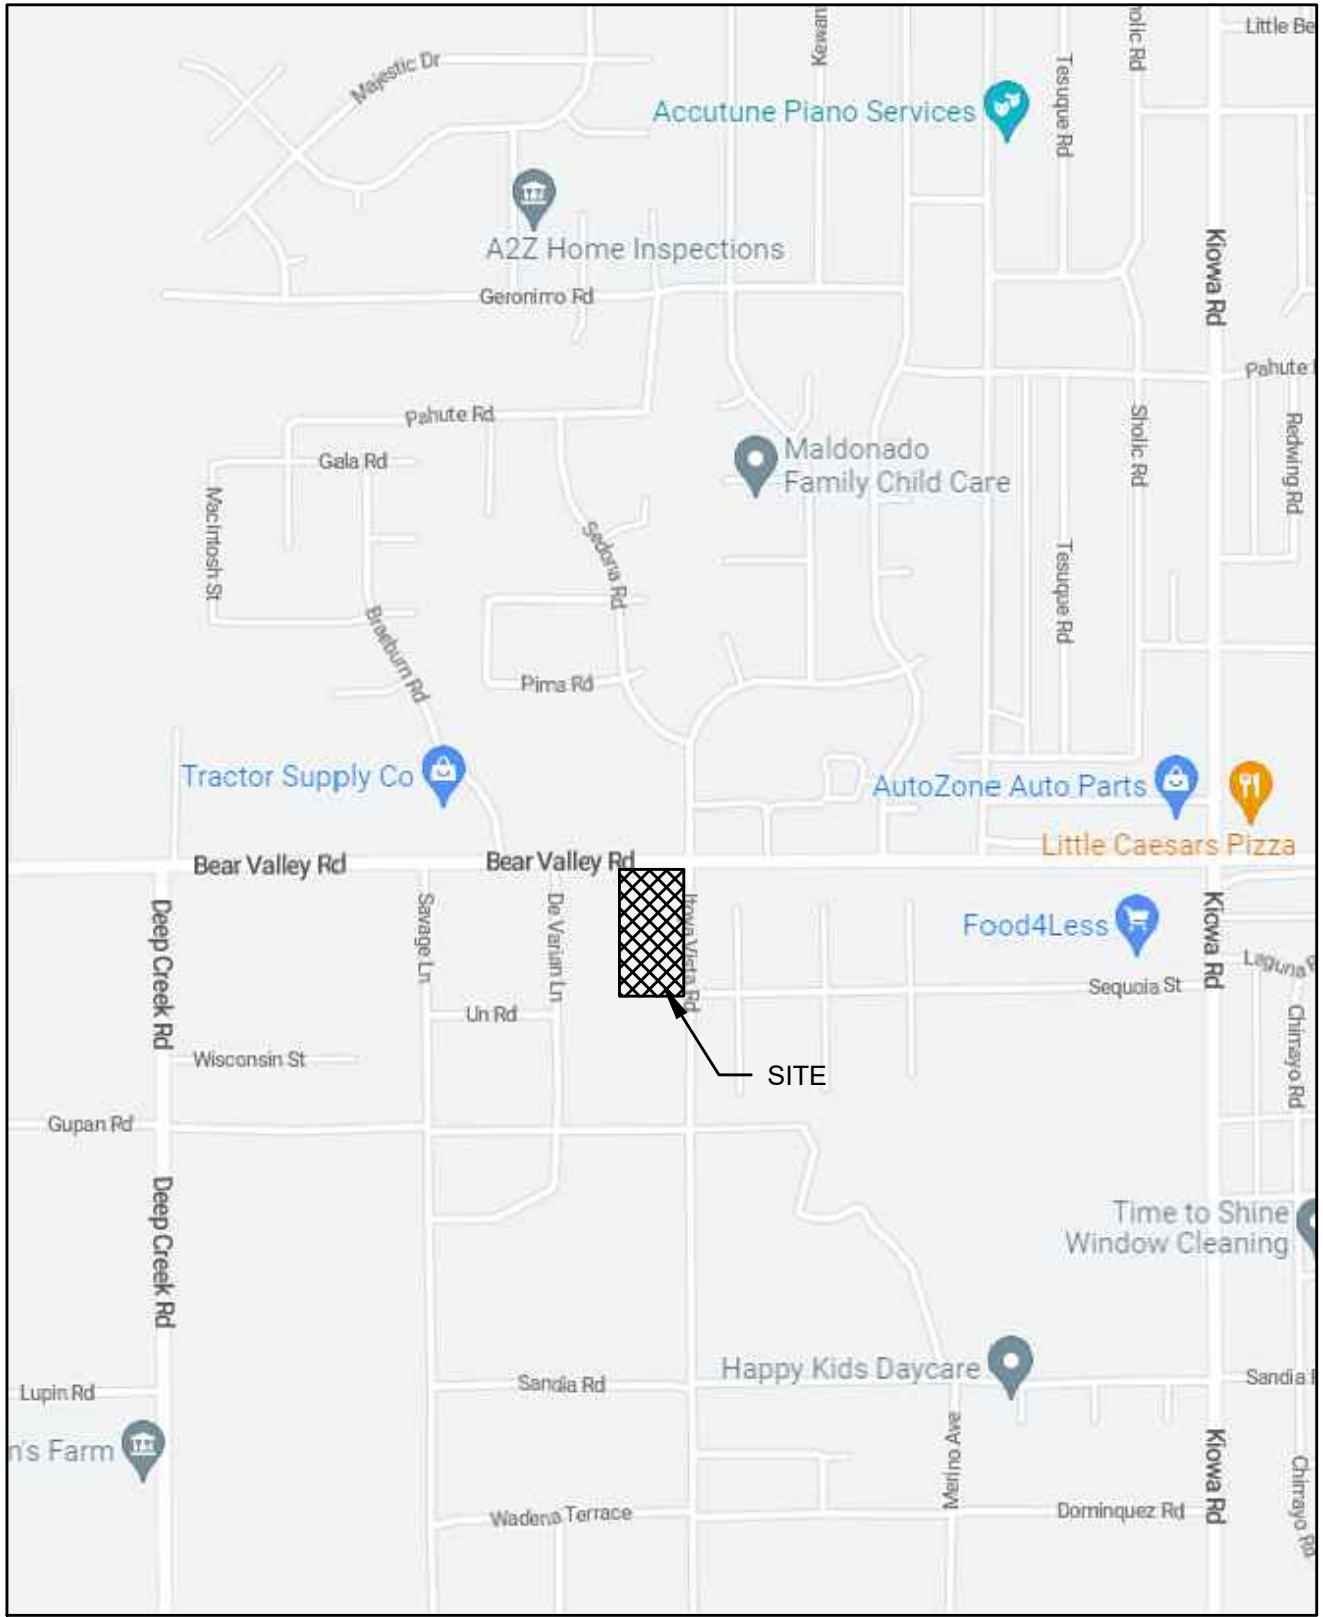 Little Be
Majestic Dr
Kewan
holic Rd
Tesuque Rd
Accutune Piano Services
A2Z Home Inspections
Kiowa Rd
Geronimo Rd
Pahute
Pahute Rd
Sholic Rd
Redwing Rd
Gala Rd
Maldonado
Family Child Care
MacIntosh St
Sedona Rd
Tesuque Rd
Braeburn Rd
Pima Rd
Tractor Supply Co
AutoZone Auto Parts
Little Caesars Pizza
Bear Valley Rd
Bear Valley Rd
Deep Creek Rd
Savage Ln
De Varian Ln
Itowa Vista Rd
Food4Less
Kiowa Rd
Laguna
Sequoia St
Un Rd
Chimayo Rd
Wisconsin St
SITE
Gupan Rd
Deep Creek Rd
Time to Shine
Window Cleaning
Happy Kids Daycare
Sandia Rd
Sandia
Lupin Rd
n's Farm
Merino Ave
Kiowa Rd
Chimayo Rd
Wadena Terrace
Dominquez Rd